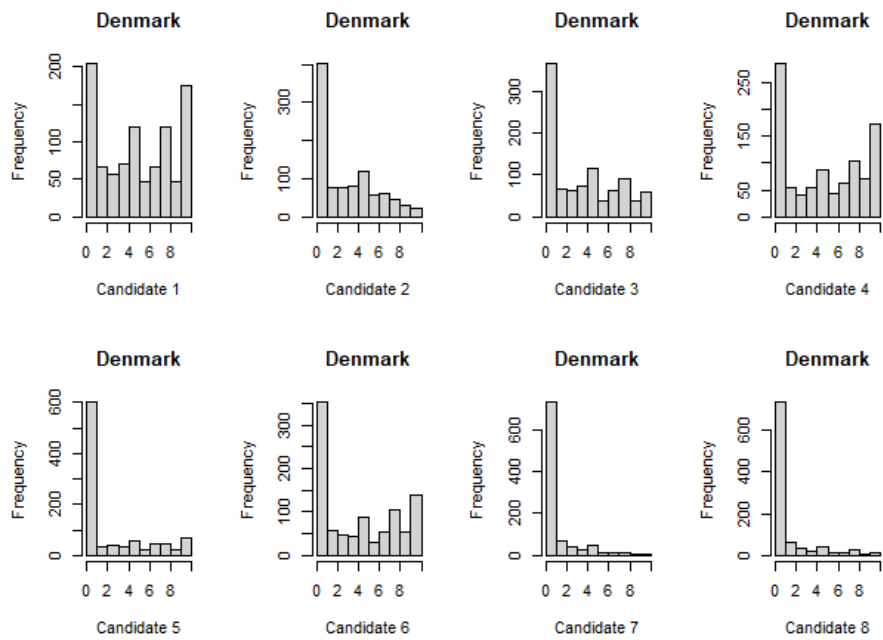 Denmark Denmark Denmark Denmark
Frequency Frequency Frequency Frequency
200 300 300 250
100 100 200 150
50 0 100 50
0 0 0
0 2 4 6 8 0 2 4 6 8 0 2 4 6 8 0 2 4 6 8
Candidate 1 Candidate 2 Candidate 3 Candidate 4
Denmark Denmark Denmark Denmark
Frequency Frequency Frequency Frequency
600 300 600 600
400 200 400 400
200 100 200 200
0 0 0 0
0 2 4 6 8 0 2 4 6 8 0 2 4 6 8 0 2 4 6 8
Candidate 5 Candidate 6 Candidate 7 Candidate 8